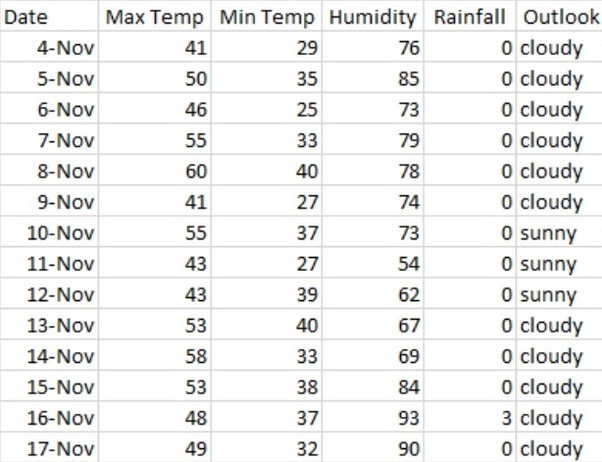 Date Max Temp Min Temp Humidity Rainfall Outlook
4-Nov 41 29 76 0 cloudy
5-Nov 50 35 85 0 cloudy
6-Nov 46 25 73 0 cloudy
7-Nov 55 33 79 0 cloudy
8-Nov 60 40 78 0 cloudy
9-Nov 41 27 74 0 cloudy
10-Nov 55 37 73 0 sunny
11-Nov 43 27 54 0 sunny
12-Nov 43 39 62 0 sunny
13-Nov 53 40 67 0 cloudy
14-Nov 58 33 69 0 cloudy
15-Nov 53 38 84 0 cloudy
16-Nov 48 37 93 3 cloudy
17-Nov 49 32 90 0 cloudy